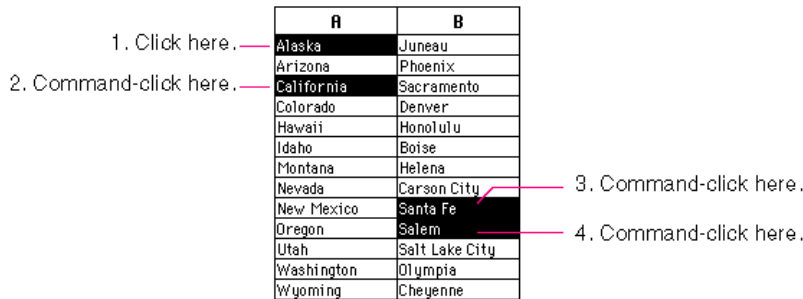 A B
1. Click here. Alaska Juneau
Arizona Phoenix
2. Command-click here. California Sacramento
Colorado Denver
Hawaii Honolulu
Idaho Boise
Montana Helena
Nevada Carson City
3. Command-click here.
New Mexico Santa Fe
Oregon Salem
4. Command-click here.
Utah Salt Lake City
Washington Olympia
Wyoming Cheyenne